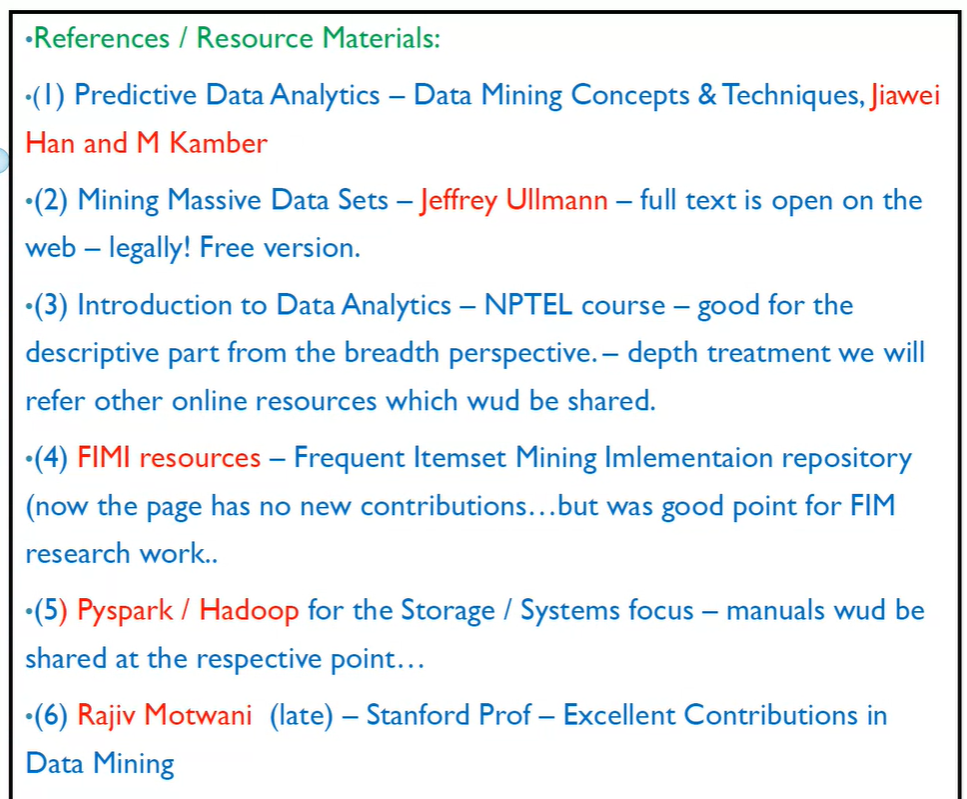 •References / Resource Materials:
•(1) Predictive Data Analytics – Data Mining Concepts & Techniques, Jiawei
Han and M Kamber
•(2) Mining Massive Data Sets – Jeffrey Ullmann – full text is open on the
web – legally! Free version.
•(3) Introduction to Data Analytics – NPTEL course – good for the
descriptive part from the breadth perspective. – depth treatment we will
refer other online resources which wud be shared.
•(4) FIMI resources – Frequent Itemset Mining Imlementaion repository
(now the page has no new contributions…but was good point for FIM
research work..
•(5) Pyspark / Hadoop for the Storage / Systems focus – manuals wud be
shared at the respective point…
•(6) Rajiv Motwani (late) – Stanford Prof – Excellent Contributions in
Data Mining